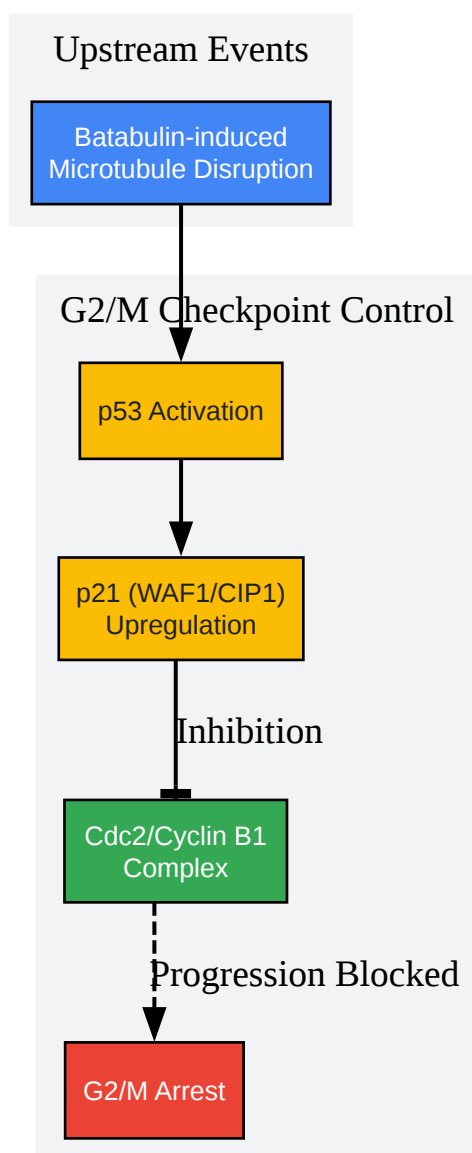 Upstream Events
Batabulin-induced
Microtubule Disruption
G2/M Checkpoint Control
p53 Activation
p21 (WAF1/CIP1)
Upregulation
Inhibition
Cdc2/Cyclin B1
Complex
Progression Blocked
G2/M Arrest